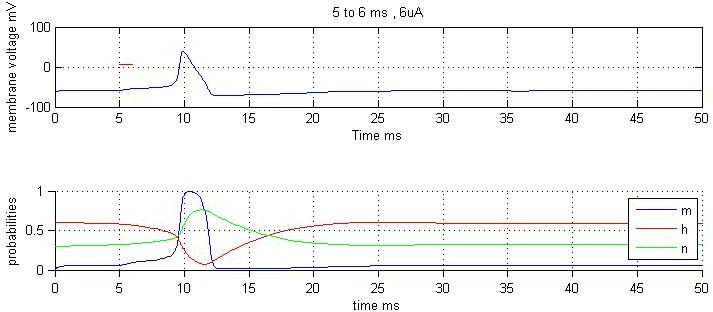 5 to 6 ms , 6uA
membrane voltage mV
100
0
-100
0 5 10 15 20 25 30 35 40 45 50
Time ms
probabilities
1
0.5
0
m
h
n
0 5 10 15 20 25 30 35 40 45 50
time ms